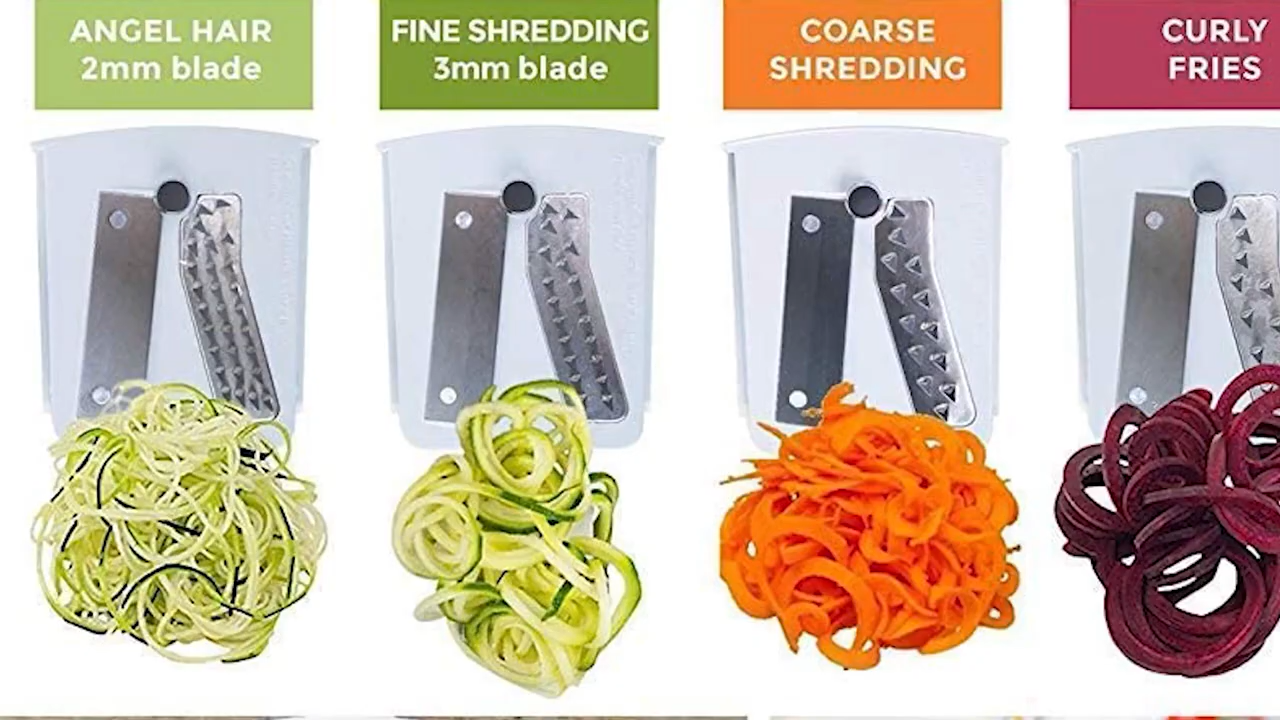 ANGEL HAIR
2mm blade
FINE SHREDDING
3mm blade
COARSE
SHREDDING
CURLY
FRIES